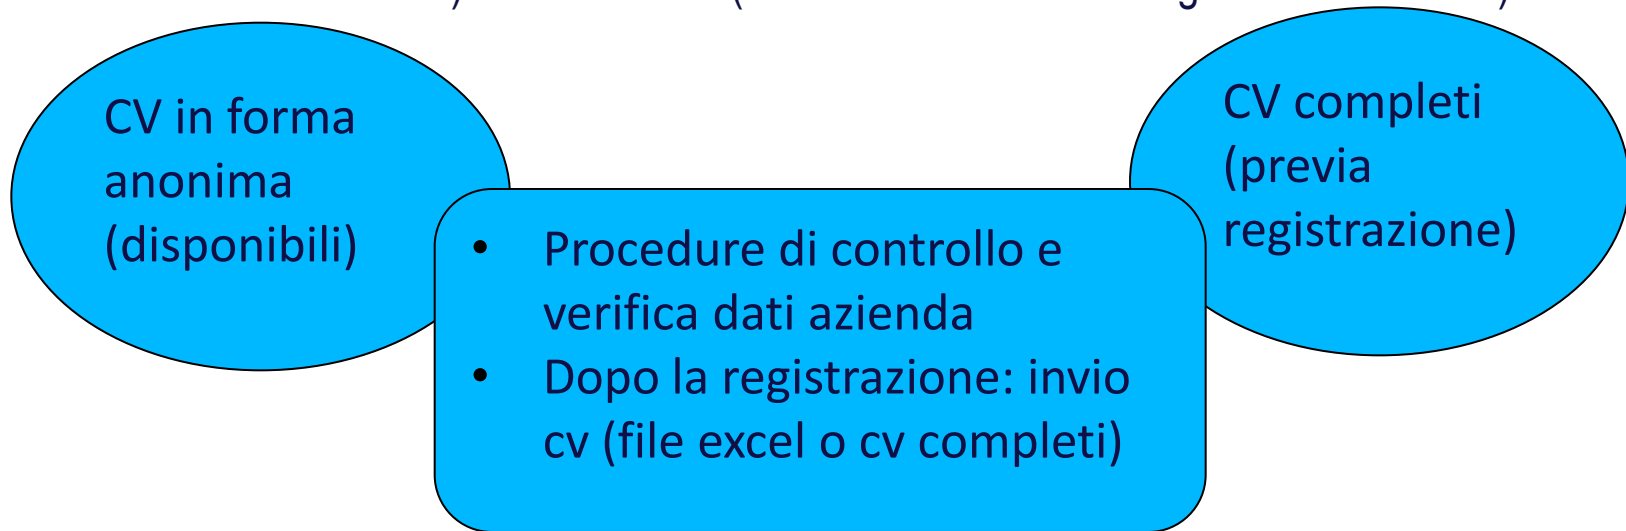 CV in forma
anonima
(disponibili)
CV completi
(previa
registrazione)
• Procedure di controllo e
verifica dati azienda
• Dopo la registrazione: invio
cv (file excel o cv completi)